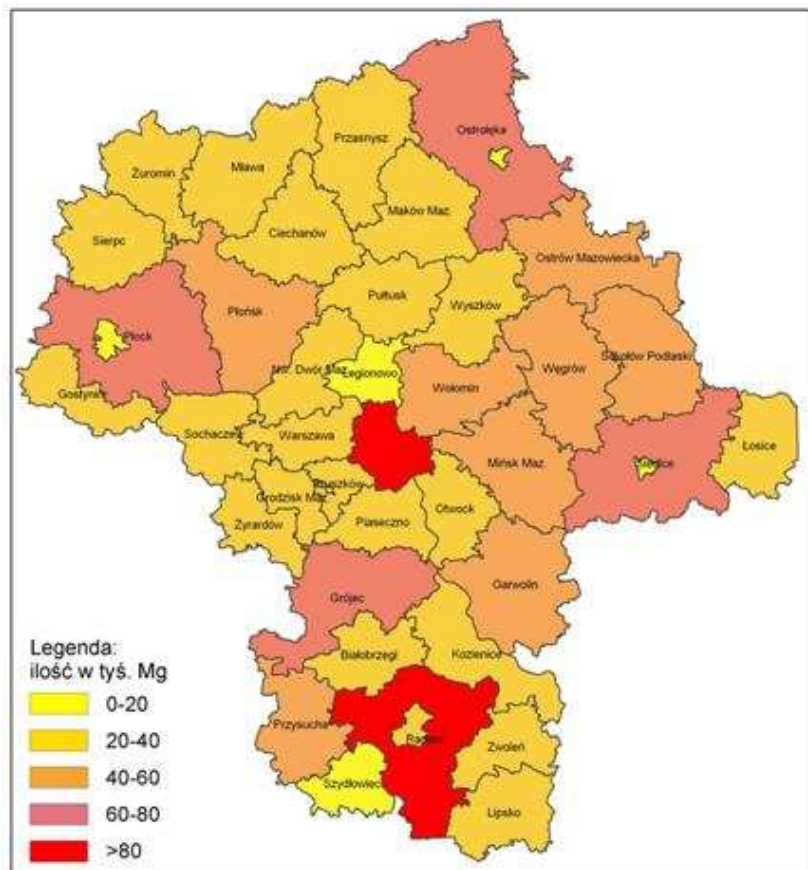 Ostrołęka
Przasnysz
Żuromin
Mława
Maków Maz.
Ciechanów
Sierpc
Ostrów Mazowiecka
Pułtusk
Wyszków
Płońsk
Płock
Sokołów Podlaski
Węgrów
Nw. Dwór Maz.
Legionowo
Wołomin
Gostynin
Sochaczew
Warszawa
Łosice
Mińsk Maz.
Siedlce
Pruszków
Grodzisk Maz.
Otwock
Żyrardów
Piaseczno
Garwolin
Grójec
Legenda:
ilość w tyś. Mg
Białobrzegi
Kozienice
0-20
20-40
Przysucha
Radom
40-60
Zwoleń
Szydłowiec
60-80
Lipsko
>80